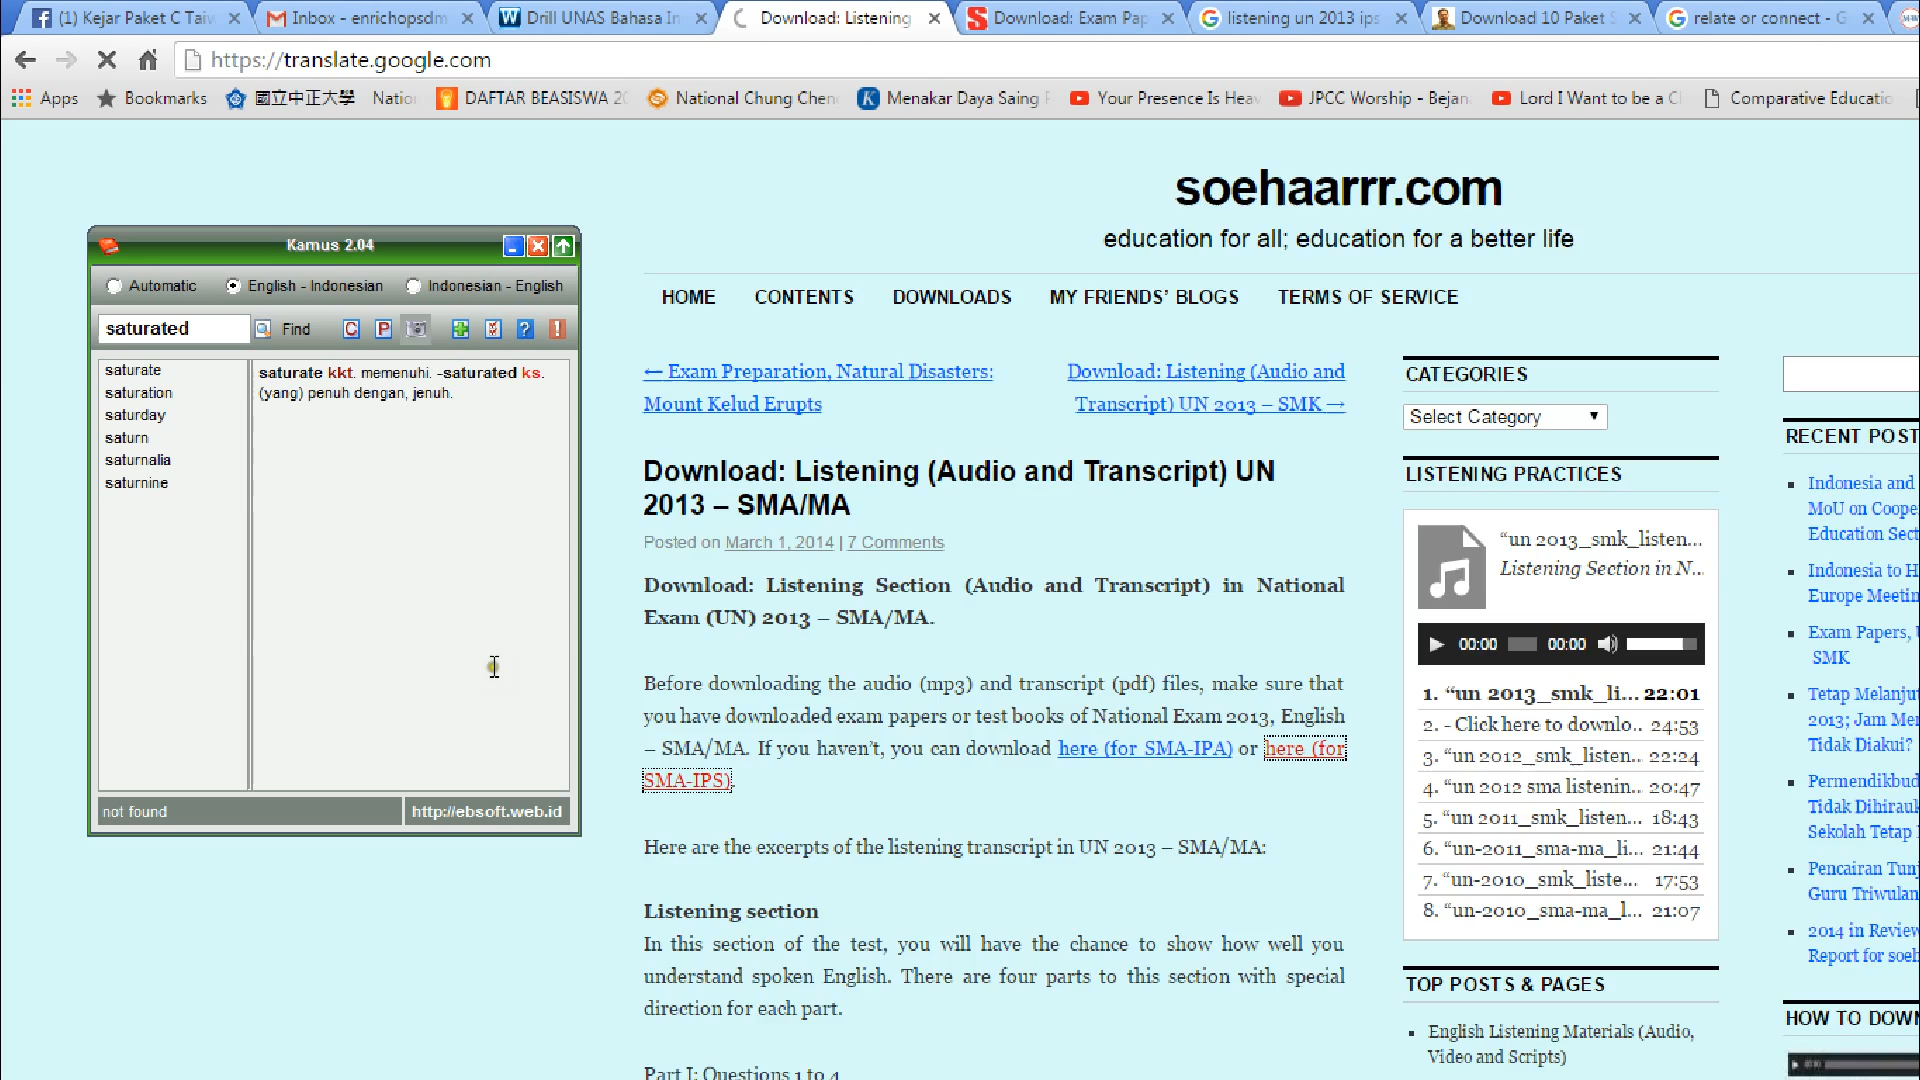 (1) Kejar Paket C Taiw
Inbox - enrichopsdm
Drill UNAS Bahasa In
Download: Listening
Download: Exam Pap
listening un 2013 ips
Download 10 Paket S
relate or connect - G
https://translate.google.com
Apps
Bookmarks
國立中正大學 Natio
DAFTAR BEASISWA 20
National Chung Chen
Menakar Daya Saing P
Your Presence Is Hea
JPCC Worship - Bejan
Lord I Want to be a C
Comparative Educatio
soehaarrr.com
education for all; education for a better life
HOME
CONTENTS
DOWNLOADS
MY FRIENDS' BLOGS
TERMS OF SERVICE
Kamus 2.04
Automatic
English - Indonesian
Indonesian - English
saturated
Find
C
P
saturate
saturation
saturday
saturn
saturnalia
saturnine
saturate kkt. memenuhi. -saturated ks.
(yang) penuh dengan, jenuh.
not found
http://ebsoft.web.id
← Exam Preparation, Natural Disasters:
Mount Kelud Erupts
Download: Listening (Audio and
Transcript) UN 2013 – SMK →
Download: Listening (Audio and Transcript) UN
2013 – SMA/MA
Posted on March 1, 2014 | 7 Comments
Download: Listening Section (Audio and Transcript) in National
Exam (UN) 2013 – SMA/MA.
Before downloading the audio (mp3) and transcript (pdf) files, make sure that
you have downloaded exam papers or test books of National Exam 2013, English
– SMA/MA. If you haven't, you can download here (for SMA-IPA) or here (for
SMA-IPS).
Here are the excerpts of the listening transcript in UN 2013 – SMA/MA:
Listening section
In this section of the test, you will have the chance to show how well you
understand spoken English. There are four parts to this section with special
direction for each part.
Part I: Questions 1 to 4
CATEGORIES
Select Category
LISTENING PRACTICES
“un 2013_smk_listen...
Listening Section in N...
00:00
00:00
1. “un 2013_smk_li... 22:01
2. - Click here to downlo.. 24:53
3. “un 2012_smk_listen.. 22:24
4. “un 2012 sma listenin.. 20:47
5. “un 2011_smk_listen... 18:43
6. “un-2011_sma-ma_li... 21:44
7. “un-2010_smk_liste... 17:53
8. “un-2010_sma-ma_l... 21:07
TOP POSTS & PAGES
English Listening Materials (Audio,
Video and Scripts)
RECENT POST
Indonesia and
MoU on Coope
Education Sect
Indonesia to H
Europe Meetin
Exam Papers, U
SMK
Tetap Melanjut
2013; Jam Men
Tidak Diakui?
Permendikbud
Tidak Dihirauk
Sekolah Tetap
Pencairan Tunj
Guru Triwulan
2014 in Review
Report for soeh
HOW TO DOWN